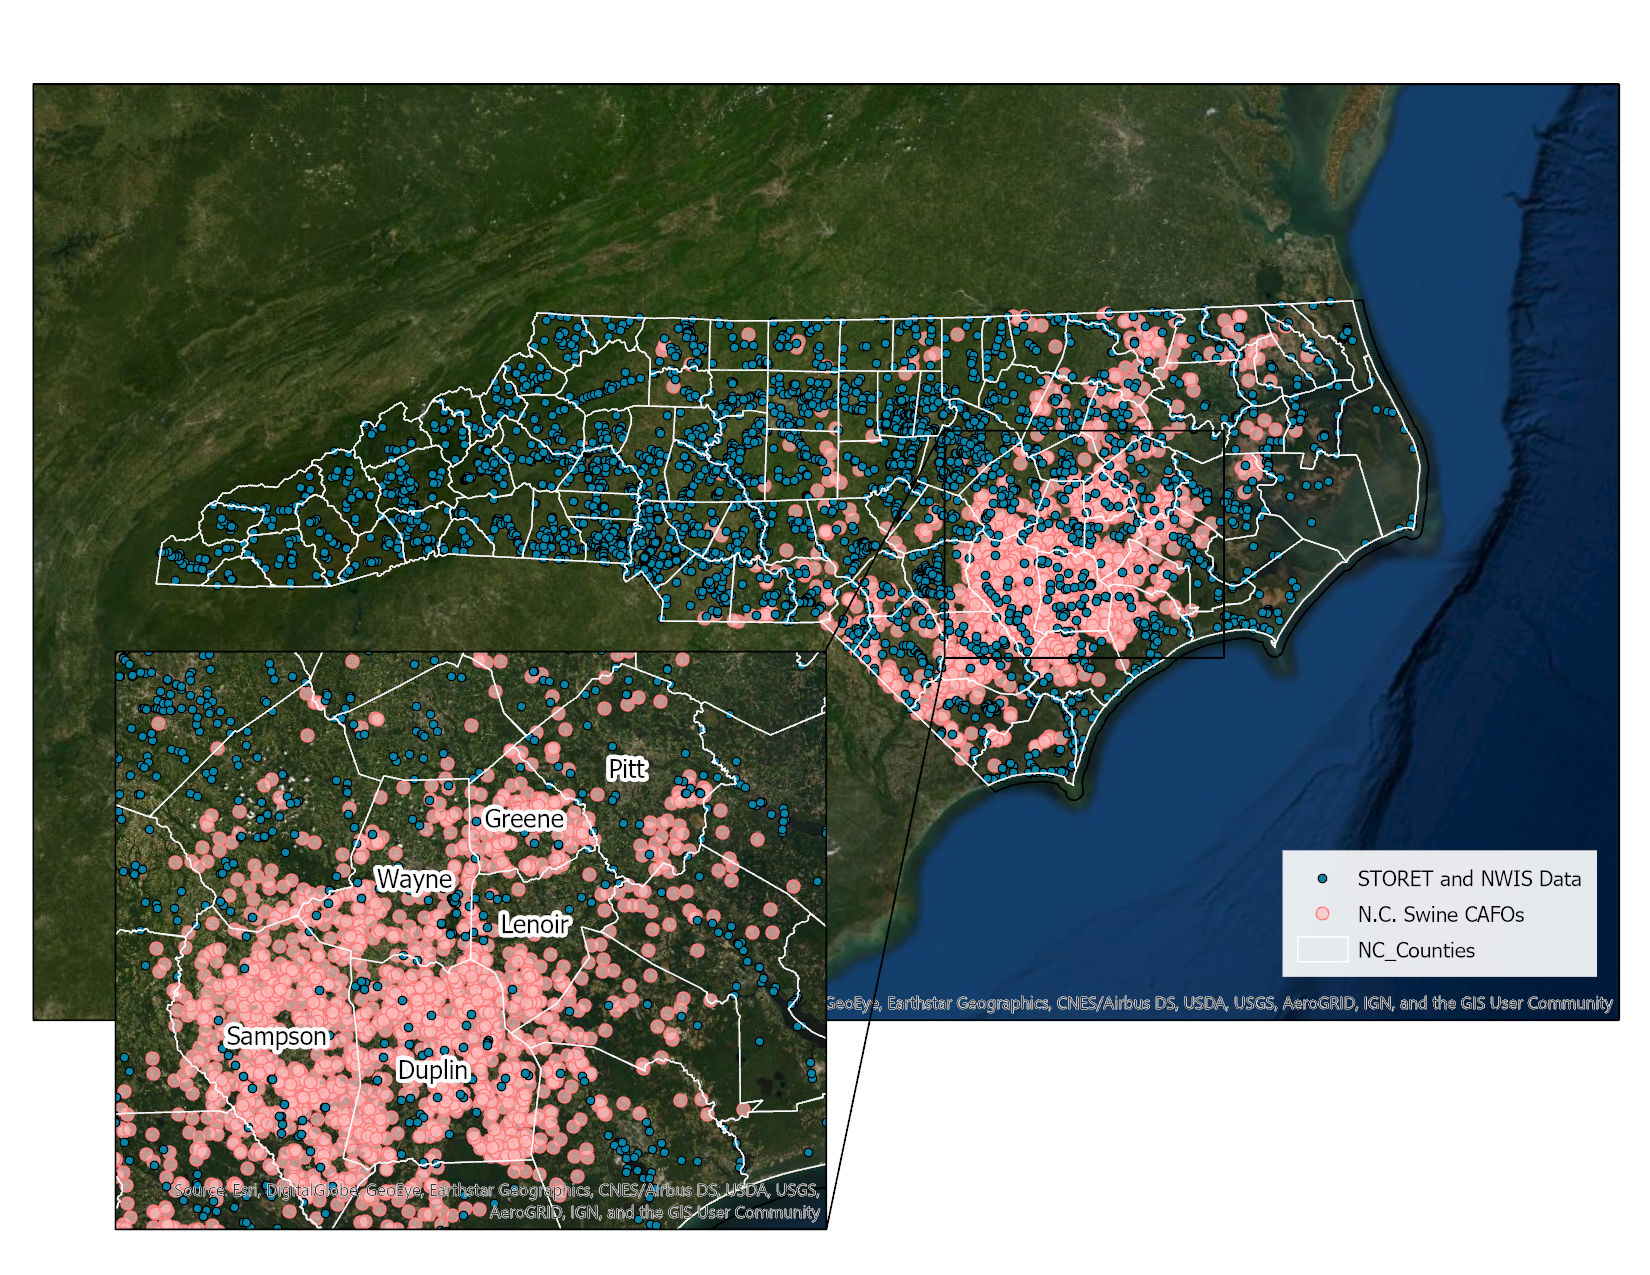 Pitt
Greene
Wayne
Lenoir
Sampson
Duplin
STORET and NWIS Data
N.C. Swine CAFOs
NC_Counties
GeoEye, Earthstar Geographics, CNES/Airbus DS, USDA, USGS, AeroGRID, IGN, and the GIS User Community
Source: Esri, DigitalGlobe, GeoEye, Earthstar Geographics, CNES/Airbus DS, USDA, USGS,
AeroGRID, IGN, and the GIS User Community